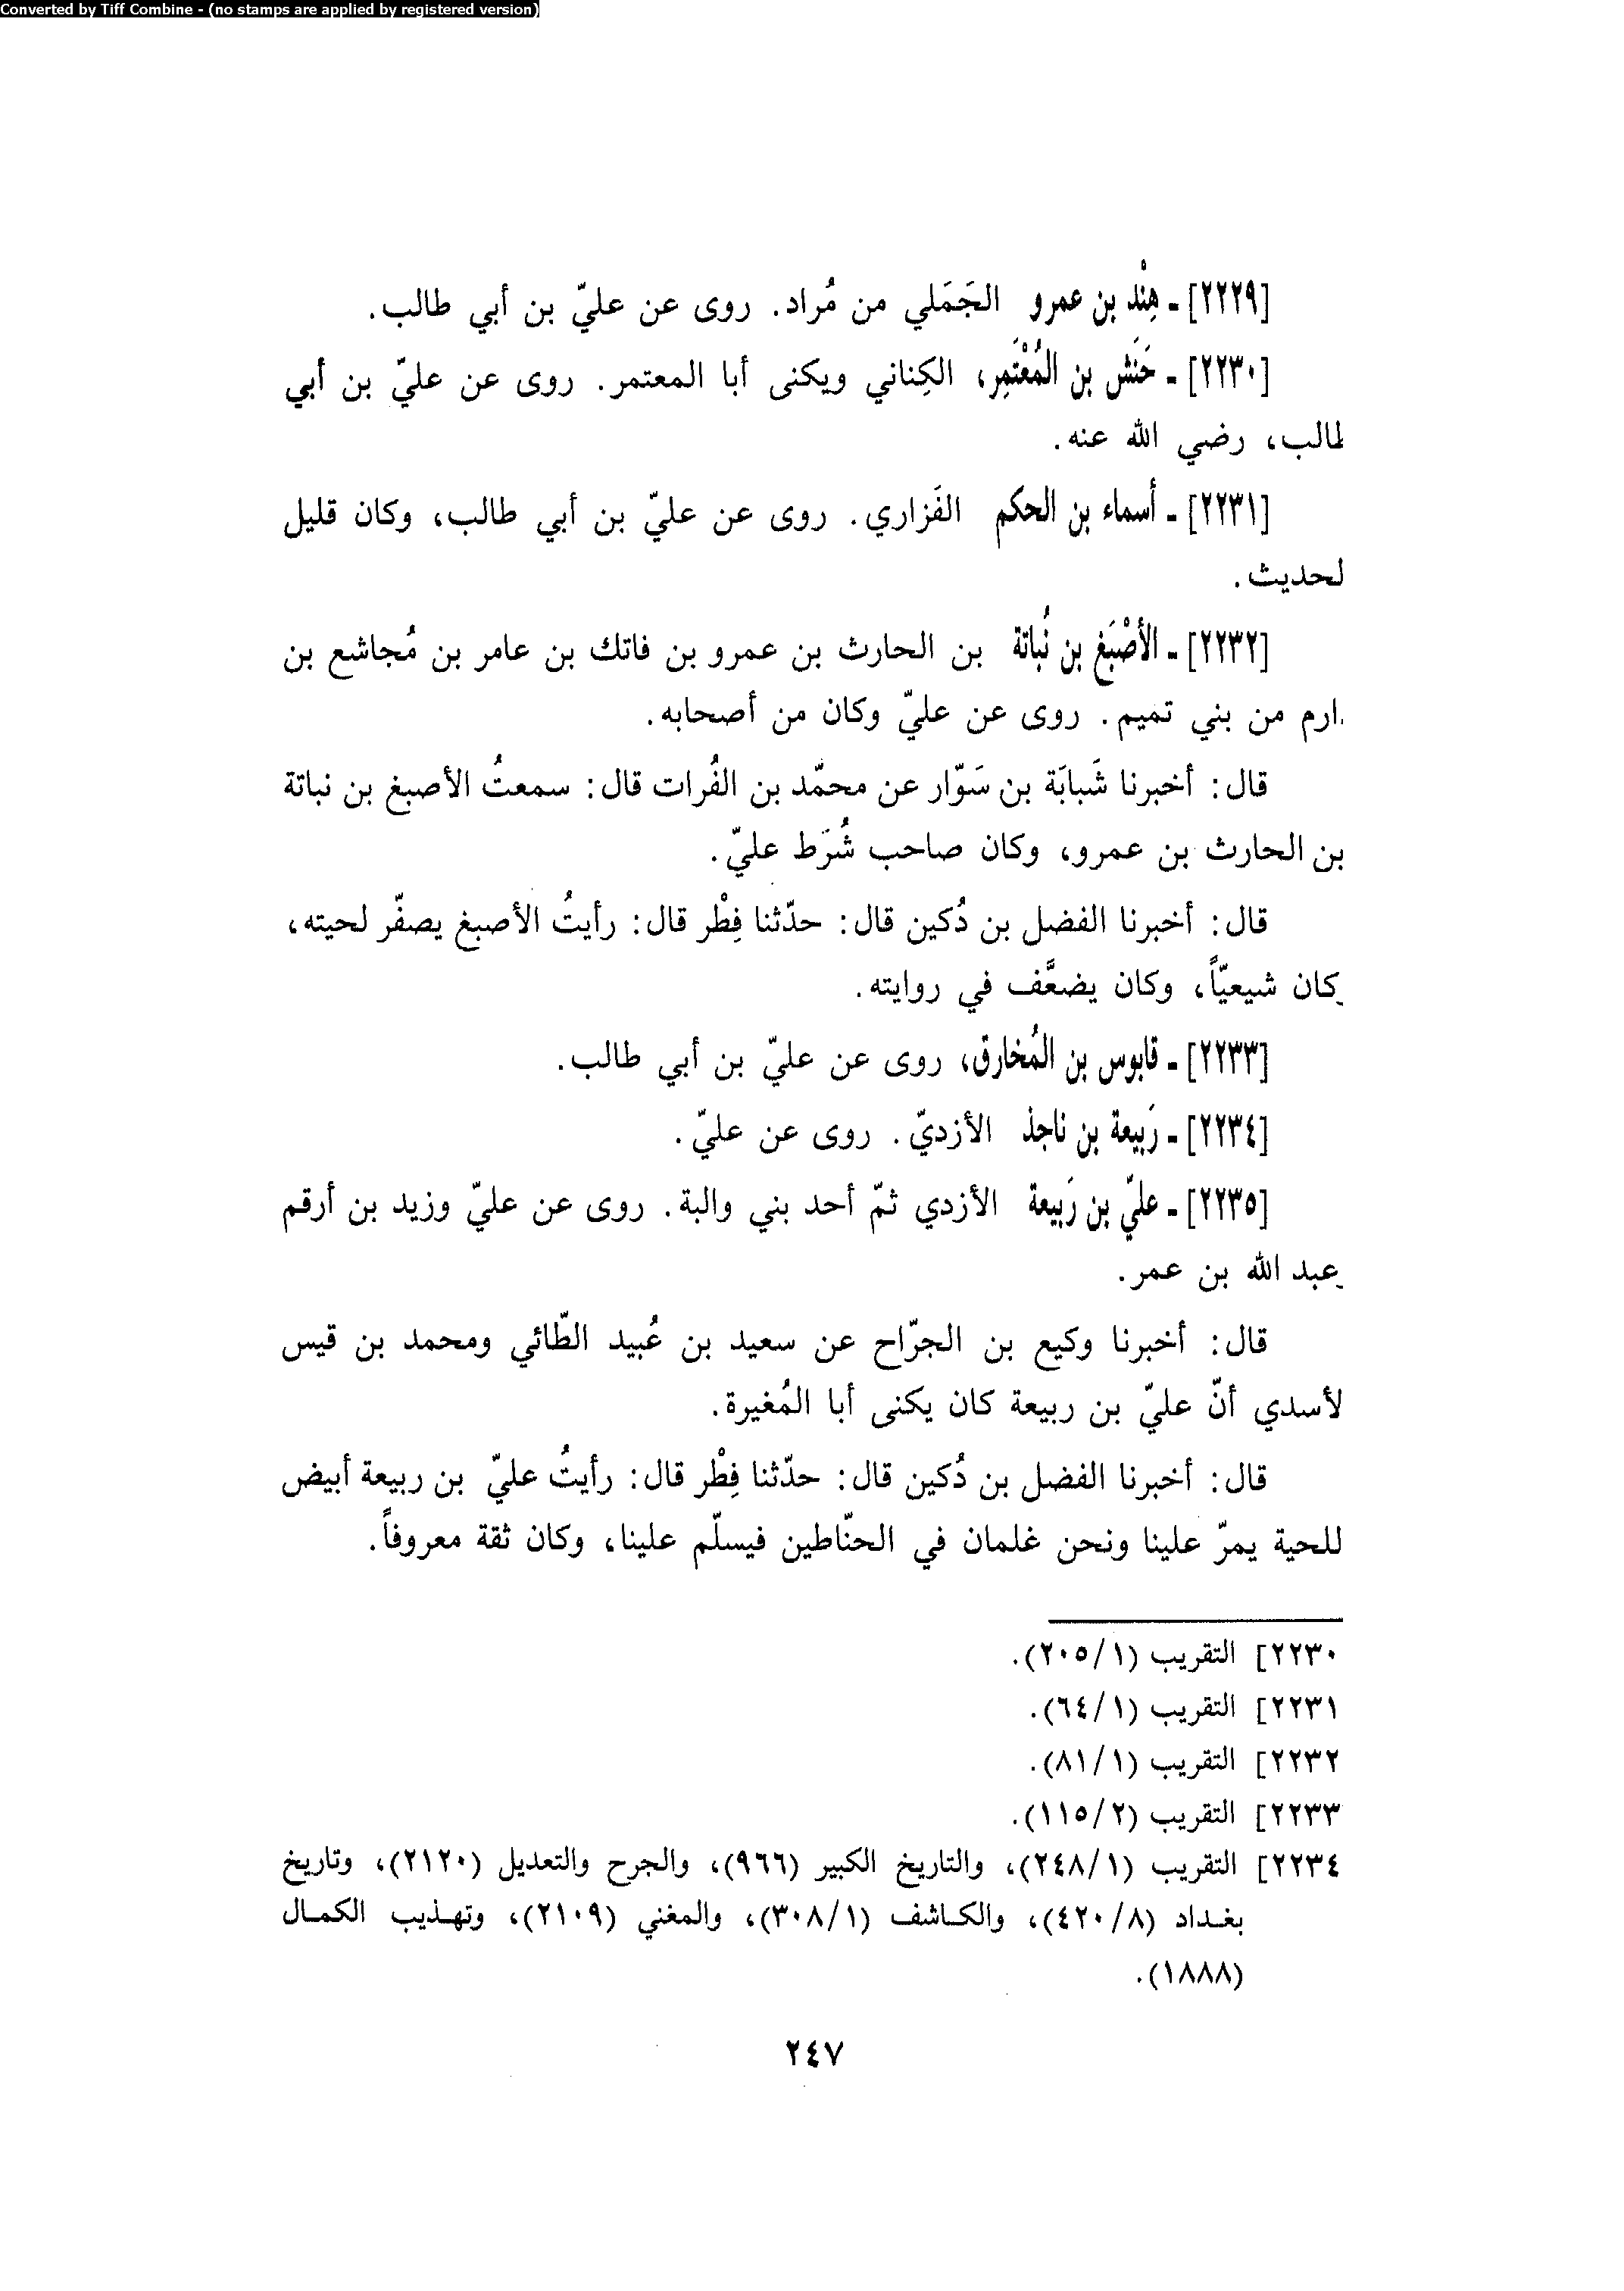 Converted by Tiff Combine - (no stamps are applied by registered version)
[٢٢٢٩] ـ هِنْد بن عمرو الجَمَلي من مُراد. روى عن عليّ بن أبي طالب.
[٢٢٣٠] ـ حَنَش بن المُعْتَمِر، الكِناني ويكنى أبا المعتمر. روى عن عليّ بن أبي
طالب، رضي الله عنه.
[٢٢٣١] ـ أسماء بن الحكم الفَزاري. روى عن عليّ بن أبي طالب، وكان قليل
لحديث.
[٢٢٣٢] ـ الأصْبَغ بن نُباتة بن الحارث بن عمرو بن فاتك بن عامر بن مُجاشع بن
ارم من بني تميم. روى عن عليّ وكان من أصحابه.
قال: أخبرنا شَبابَة بن سَوّار عن محمّد بن الفُرات قال: سمعتُ الأصبغ بن نباتة
بن الحارث بن عمرو، وكان صاحب شُرَط عليّ.
قال: أخبرنا الفضل بن دُكين قال: حدّثنا فِطْر قال: رأيتُ الأصبغ يصفّر لحيته،
وكان شيعيّاً، وكان يضعَّف في روايته.
[٢٢٣٣] ـ قابوس بن المُخارق، روى عن عليّ بن أبي طالب.
[٢٢٣٤] ـ رَبيعة بن ناجذ الأزديّ. روى عن عليّ.
[٢٢٣٥] ـ عليّ بن رَبيعة الأزدي ثمّ أحد بني والبة. روى عن عليّ وزيد بن أرقم
وعبد الله بن عمر.
قال: أخبرنا وكيع بن الجرّاح عن سعيد بن عُبيد الطّائي ومحمد بن قيس
لأسدي أنّ عليّ بن ربيعة كان يكنى أبا المُغيرة.
قال: أخبرنا الفضل بن دُكين قال: حدّثنا فِطْر قال: رأيتُ عليّ بن ربيعة أبيض
للحية يمرّ علينا ونحن غلمان في الحنّاطين فيسلّم علينا، وكان ثقة معروفاً.
٢٢٣٠] التقريب (٢٠٥/١).
٢٢٣١] التقريب (٦٤/١).
٢٢٣٢] التقريب (٨١/١).
٢٢٣٣] التقريب (١١٥/٢).
٢٢٣٤] التقريب (٢٤٨/١)، والتاريخ الكبير (٩٦٦)، والجرح والتعديل (٢١٢٠)، وتاريخ
بغداد (٤٢٠/٨)، والكاشف (٣٠٨/١)، والمغني (٢١٠٩)، وتهذيب الكمال
(١٨٨٨).
٢٤٧